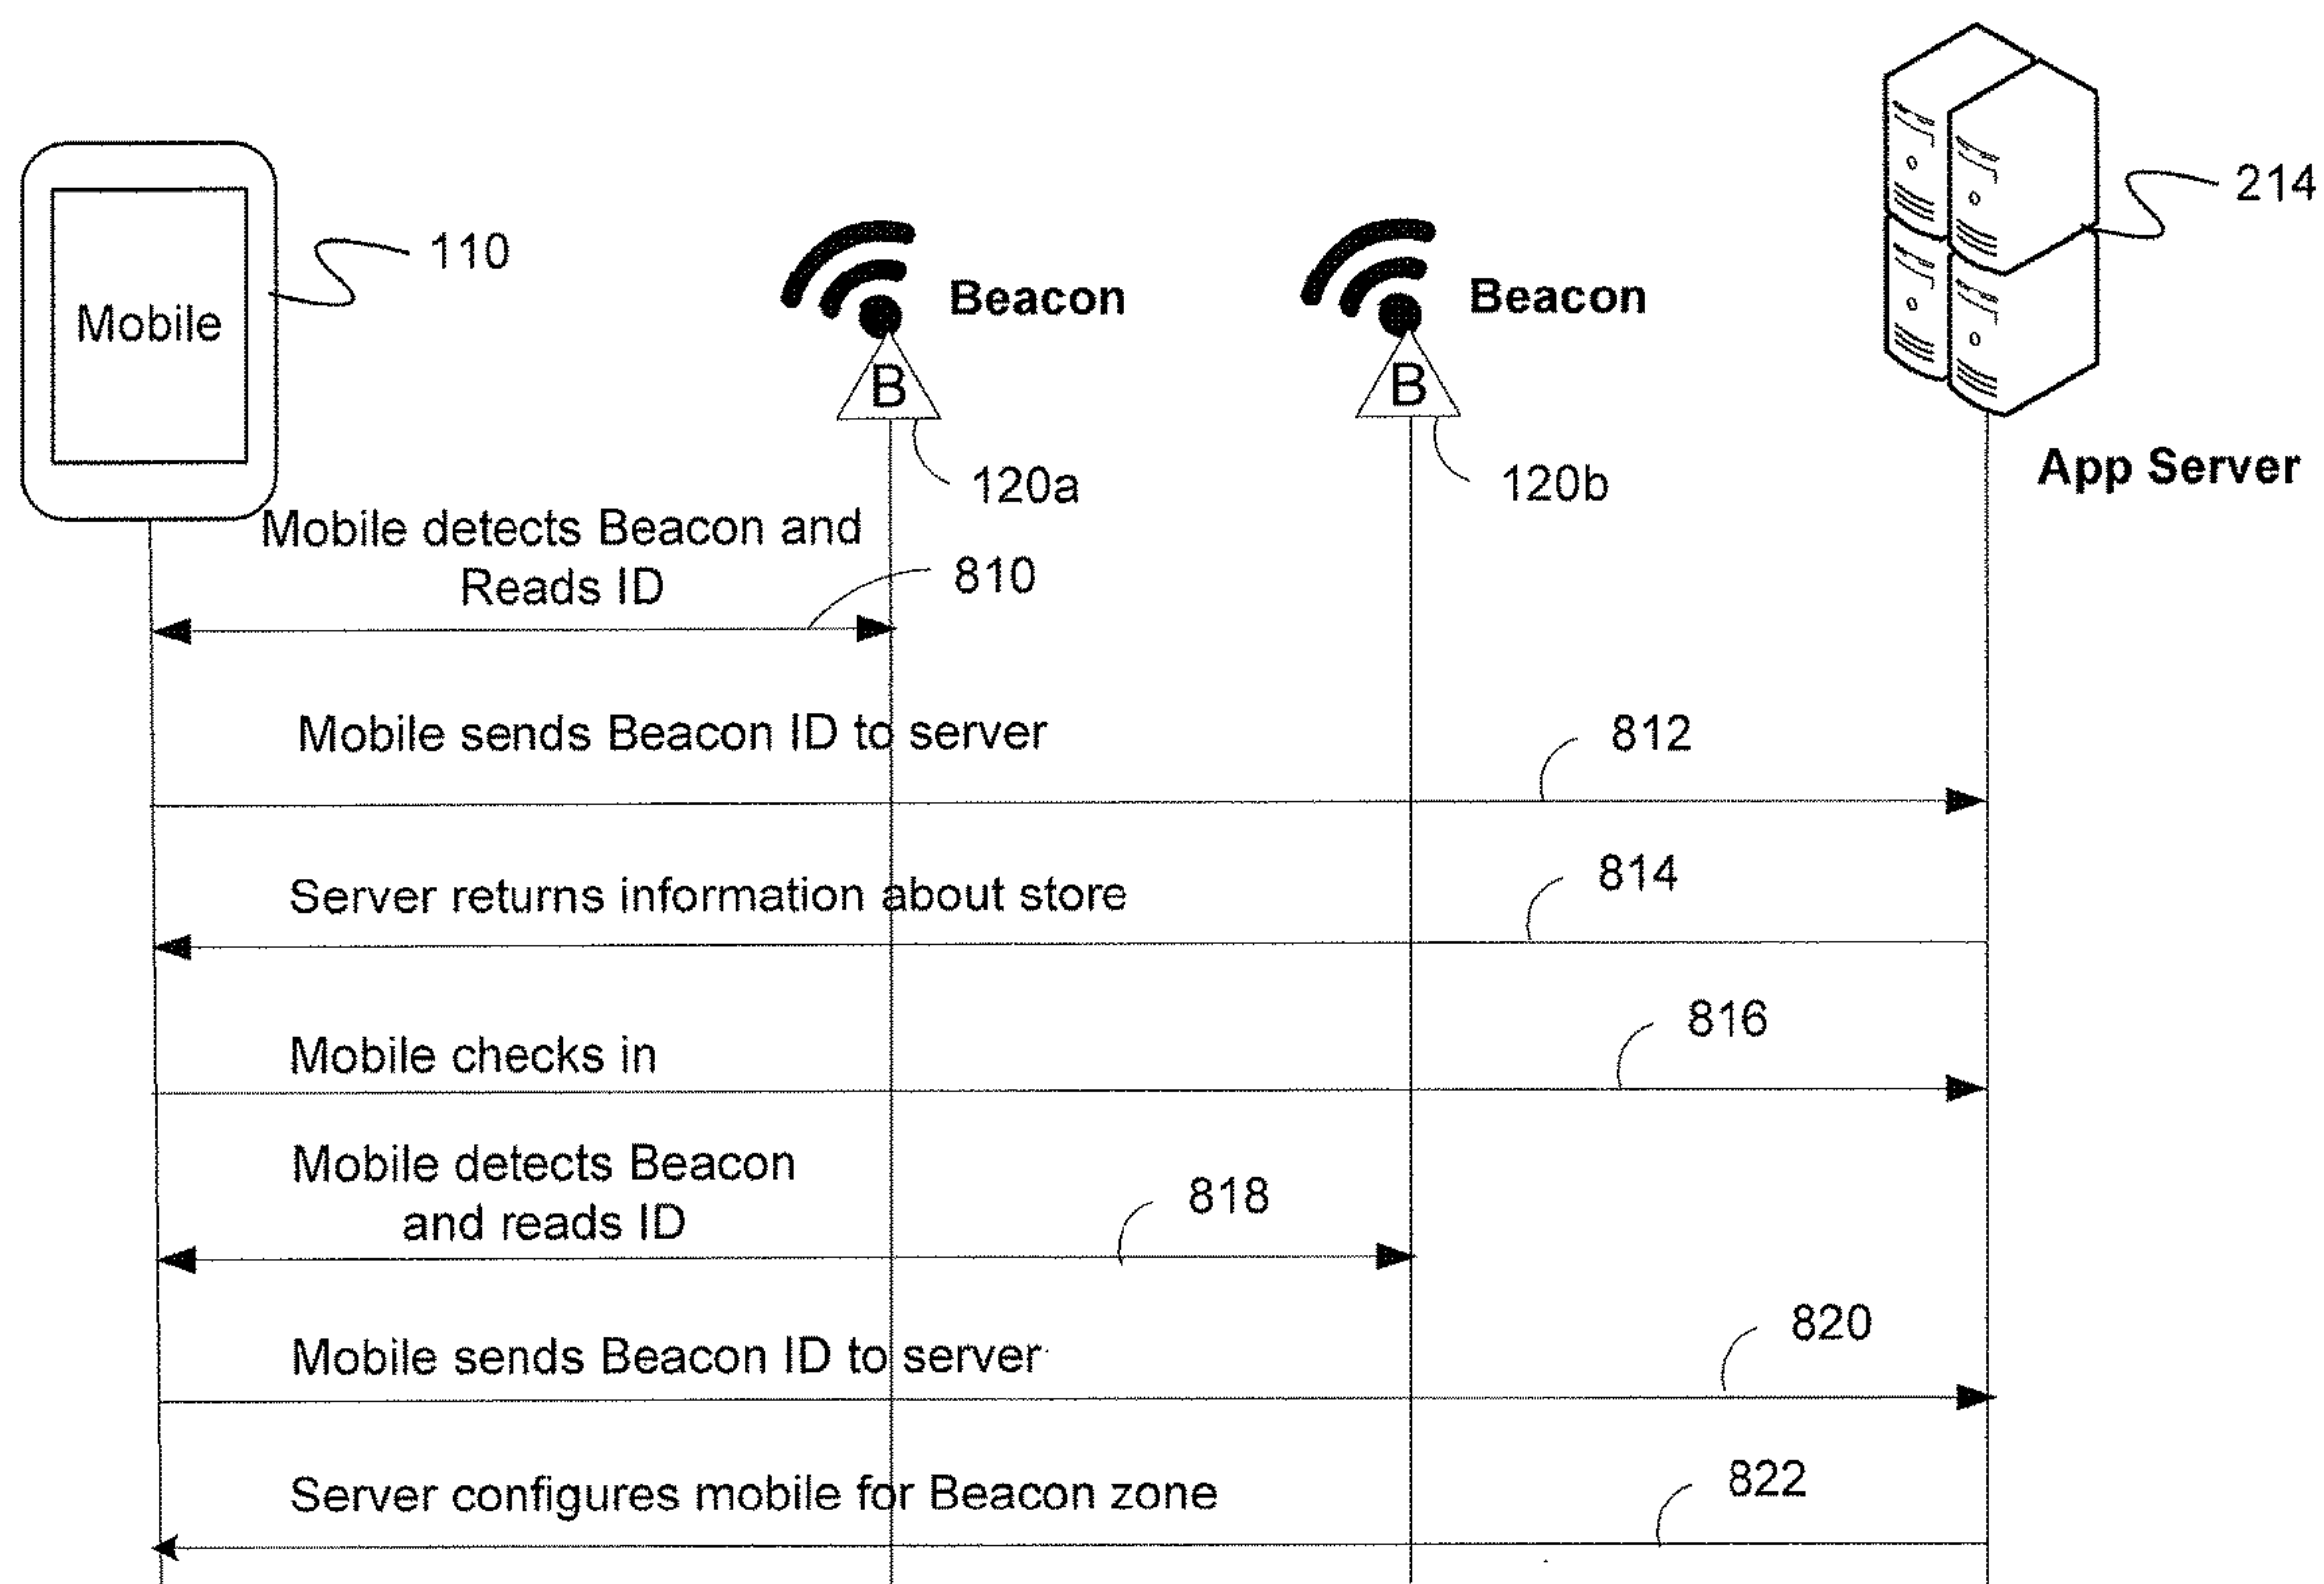 214
110
Mobile
Beacon
Beacon
B
B
120a
120b
App Server
Mobile detects Beacon and
Reads ID
810
Mobile sends Beacon ID to server
812
Server returns information about store
814
Mobile checks in
816
Mobile detects Beacon
and reads ID
818
Mobile sends Beacon ID to server
820
Server configures mobile for Beacon zone
822